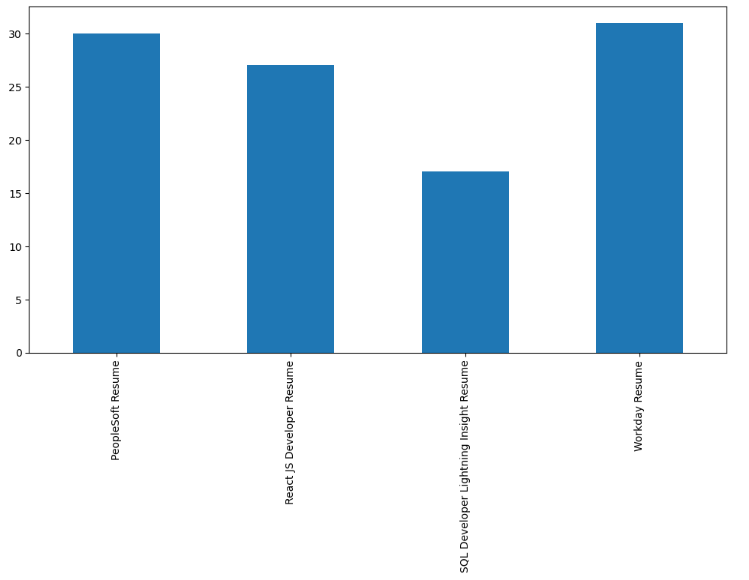 30
25
20
15
10
5
0
PeopleSoft Resume
React JS Developer Resume
SQL Developer Lightning Insight Resume
Workday Resume